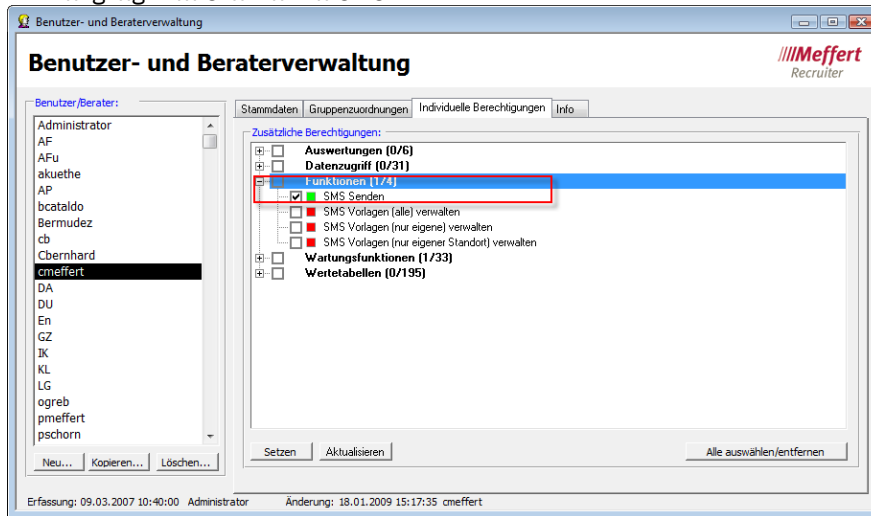 Benutzer- und Beraterverwaltung
Benutzer- und Beraterverwaltung
////Meffert
Recruiter
Benutzer/Berater:
Administrator
AF
AFu
akuethe
AP
bcataldo
Bermudez
cb
Cbernhard
cmeffert
DA
DU
En
GZ
IK
KL
LG
ogreb
pmeffert
pschorn
Neu... Kopieren... Löschen...
Stammdaten Gruppenzuordnungen Individuelle Berechtigungen Info
Zusätzliche Berechtigungen:
Auswertungen (0/6)
Datenzugriff (0/31)
Funktionen (1/4)
SMS Senden
SMS Vorlagen (alle) verwalten
SMS Vorlagen (nur eigene) verwalten
SMS Vorlagen (nur eigener Standort) verwalten
Wartungsfunktionen (1/33)
Wertetabellen (0/195)
Setzen Aktualisieren Alle auswählen/entfernen
Erfassung: 09.03.2007 10:40:00 Administrator Änderung: 18.01.2009 15:17:35 cmeffert